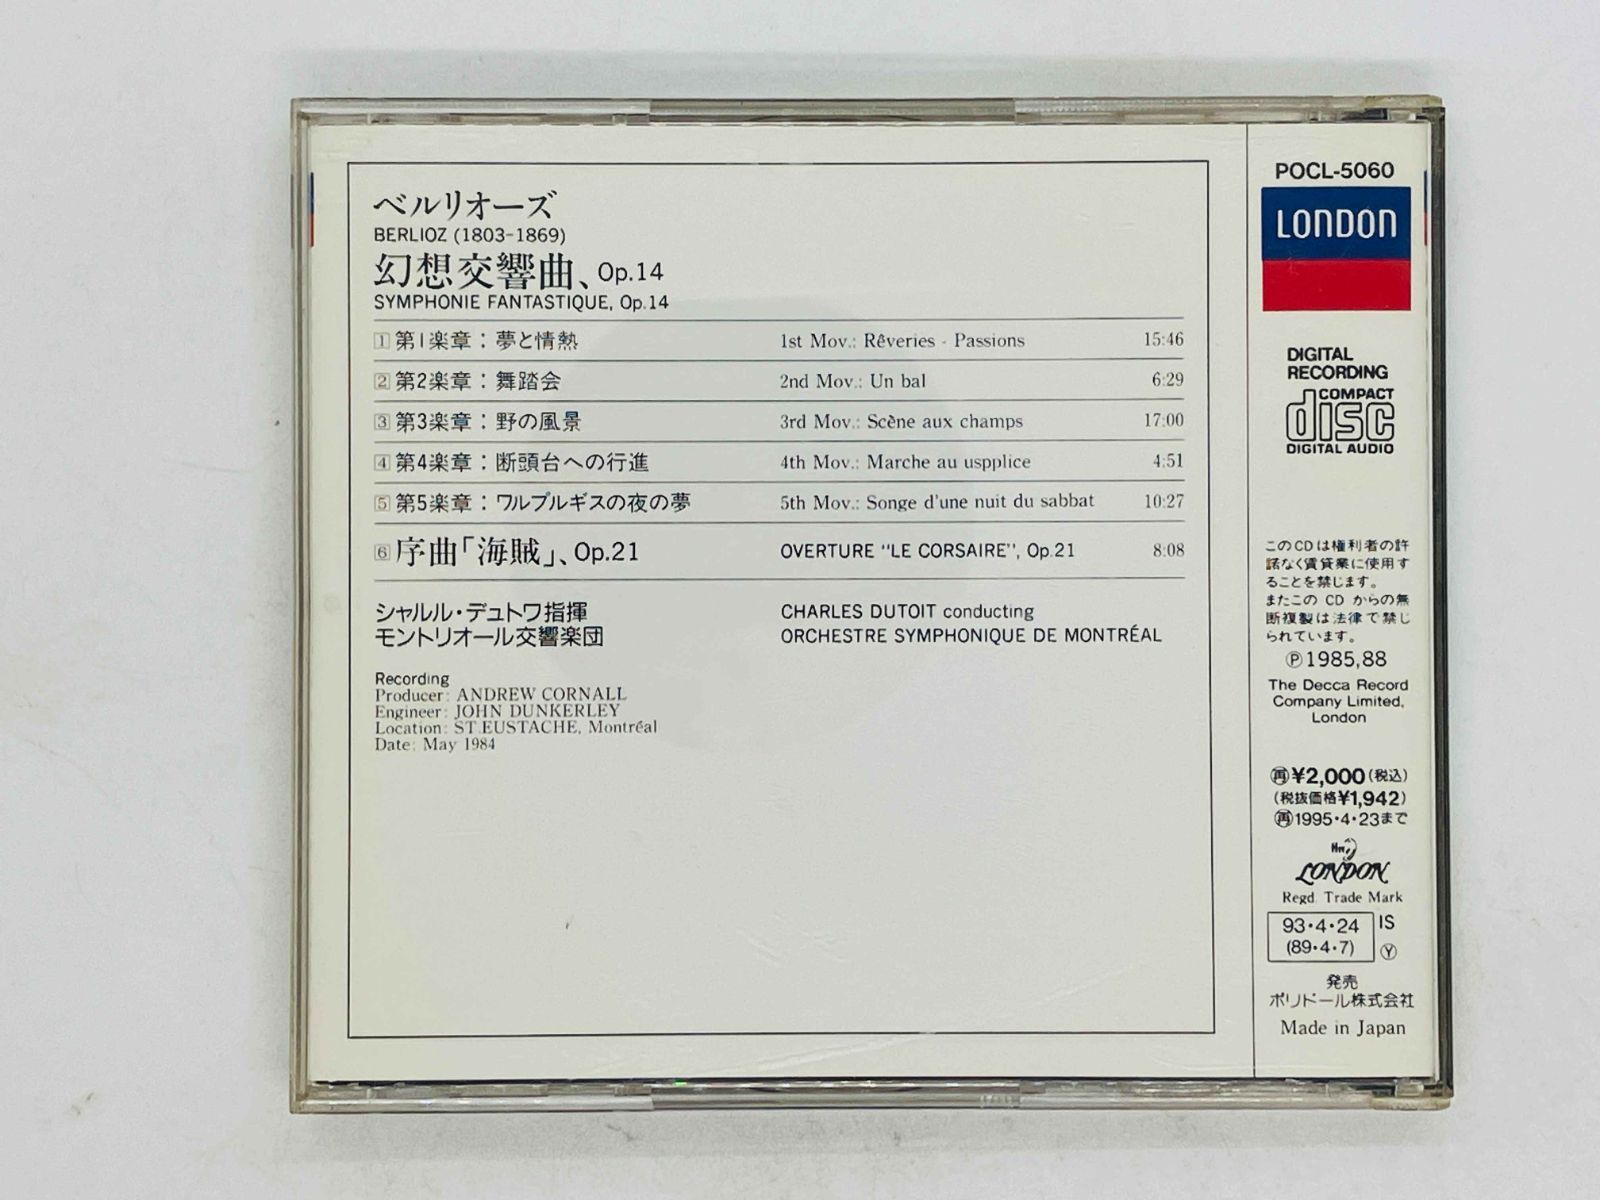 ベルリオーズ
BERLIOZ (1803-1869)
幻想交響曲、Op.14
SYMPHONIE FANTASTIQUE, Op.14
1 第1楽章：夢と情熱 1st Mov.: Rêveries - Passions 15:46
2 第2楽章：舞踏会 2nd Mov.: Un bal 6:29
3 第3楽章：野の風景 3rd Mov.: Scène aux champs 17:00
4 第4楽章：断頭台への行進 4th Mov.: Marche au uspplice 4:51
5 第5楽章：ワルプルギスの夜の夢 5th Mov.: Songe d'une nuit du sabbat 10:27
6 序曲「海賊」、Op.21 OVERTURE "LE CORSAIRE", Op.21 8:08
シャルル・デュトワ指揮 CHARLES DUTOIT conducting
モントリオール交響楽団 ORCHESTRE SYMPHONIQUE DE MONTRÉAL
Recording
Producer: ANDREW CORNALL
Engineer: JOHN DUNKERLEY
Location: ST.EUSTACHE, Montréal
Date: May 1984
POCL-5060
LONDON
DIGITAL
RECORDING
COMPACT
disc
DIGITAL AUDIO
このCDは権利者の許
諾なく賃貸業に使用す
ることを禁じます。
またこの CD からの無
断複製は法律で禁じ
られています。
Ⓟ1985,88
The Decca Record
Company Limited,
London
㊢¥2,000(税込)
(税抜価格¥1,942)
1995・4・23まで
LONDON
Regd. Trade Mark
93・4・24 IS
(89・4・7) Ⓨ
発売
ポリドール株式会社
Made in Japan